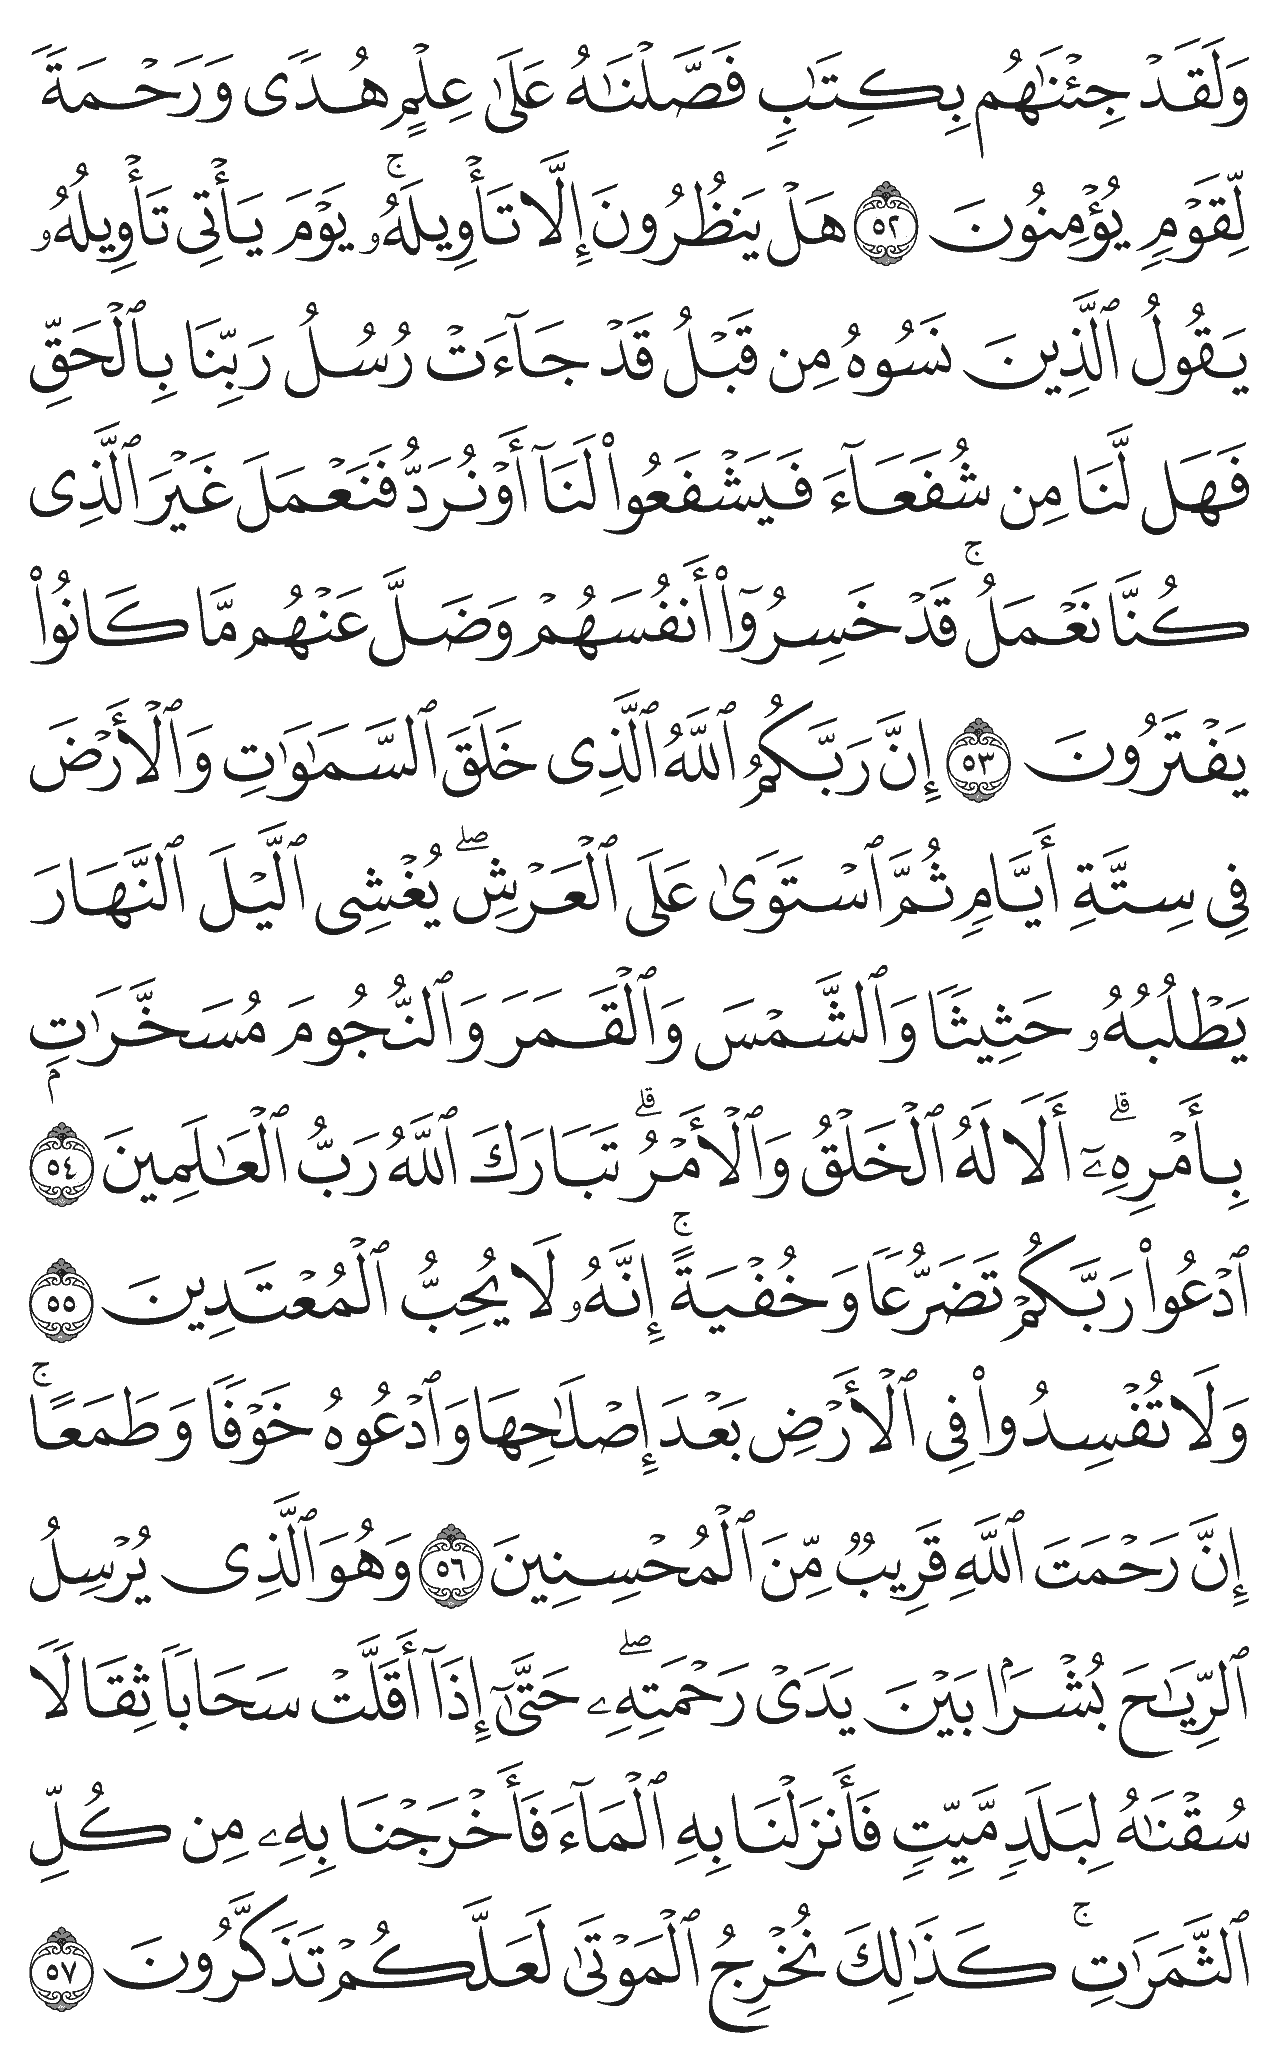 وَلَقَدۡ جِئۡنَٰهُم بِكِتَٰبٖ فَصَّلۡنَٰهُ عَلَىٰ عِلۡمٍ هُدٗى وَرَحۡمَةٗ
لِّقَوۡمٖ يُؤۡمِنُونَ ٥٢ هَلۡ يَنظُرُونَ إِلَّا تَأۡوِيلَهُۥۚ يَوۡمَ يَأۡتِي تَأۡوِيلُهُۥ
يَقُولُ ٱلَّذِينَ نَسُوهُ مِن قَبۡلُ قَدۡ جَآءَتۡ رُسُلُ رَبِّنَا بِٱلۡحَقِّ
فَهَل لَّنَا مِن شُفَعَآءَ فَيَشۡفَعُواْ لَنَآ أَوۡ نُرَدُّ فَنَعۡمَلَ غَيۡرَ ٱلَّذِي
كُنَّا نَعۡمَلُۚ قَدۡ خَسِرُوٓاْ أَنفُسَهُمۡ وَضَلَّ عَنۡهُم مَّا كَانُواْ
يَفۡتَرُونَ ٥٣ إِنَّ رَبَّكُمُ ٱللَّهُ ٱلَّذِي خَلَقَ ٱلسَّمَٰوَٰتِ وَٱلۡأَرۡضَ
فِي سِتَّةِ أَيَّامٖ ثُمَّ ٱسۡتَوَىٰ عَلَى ٱلۡعَرۡشِۖ يُغۡشِي ٱلَّيۡلَ ٱلنَّهَارَ
يَطۡلُبُهُۥ حَثِيثٗا وَٱلشَّمۡسَ وَٱلۡقَمَرَ وَٱلنُّجُومَ مُسَخَّرَٰتِۭ
بِأَمۡرِهِۦٓۗ أَلَا لَهُ ٱلۡخَلۡقُ وَٱلۡأَمۡرُۗ تَبَارَكَ ٱللَّهُ رَبُّ ٱلۡعَٰلَمِينَ ٥٤
ٱدۡعُواْ رَبَّكُمۡ تَضَرُّعٗا وَخُفۡيَةًۚ إِنَّهُۥ لَا يُحِبُّ ٱلۡمُعۡتَدِينَ ٥٥
وَلَا تُفۡسِدُواْ فِي ٱلۡأَرۡضِ بَعۡدَ إِصۡلَٰحِهَا وَٱدۡعُوهُ خَوۡفٗا وَطَمَعًاۚ
إِنَّ رَحۡمَتَ ٱللَّهِ قَرِيبٞ مِّنَ ٱلۡمُحۡسِنِينَ ٥٦ وَهُوَ ٱلَّذِي يُرۡسِلُ
ٱلرِّيَٰحَ بُشۡرَۢا بَيۡنَ يَدَيۡ رَحۡمَتِهِۦۖ حَتَّىٰٓ إِذَآ أَقَلَّتۡ سَحَابٗا ثِقَالٗا
سُقۡنَٰهُ لِبَلَدٖ مَّيِّتٖ فَأَنزَلۡنَا بِهِ ٱلۡمَآءَ فَأَخۡرَجۡنَا بِهِۦ مِن كُلِّ
ٱلثَّمَرَٰتِۚ كَذَٰلِكَ نُخۡرِجُ ٱلۡمَوۡتَىٰ لَعَلَّكُمۡ تَذَكَّرُونَ ٥٧